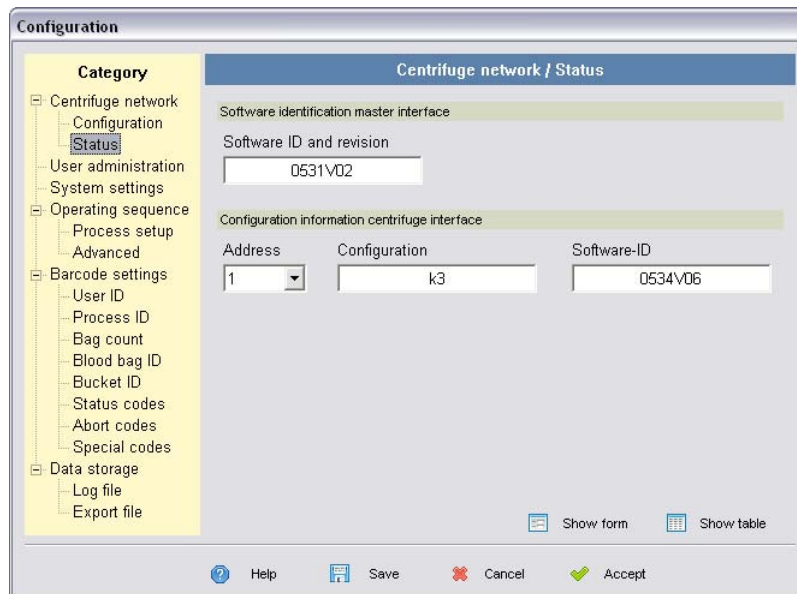 Configuration
Category
Centrifuge network
Configuration
Status
User administration
System settings
Operating sequence
Process setup
Advanced
Barcode settings
User ID
Process ID
Bag count
Blood bag ID
Bucket ID
Status codes
Abort codes
Special codes
Data storage
Log file
Export file
Centrifuge network / Status
Software identification master interface
Software ID and revision
0531V02
Configuration information centrifuge interface
Address Configuration Software-ID
1 k3 0534V06
Show form Show table
Help Save Cancel Accept